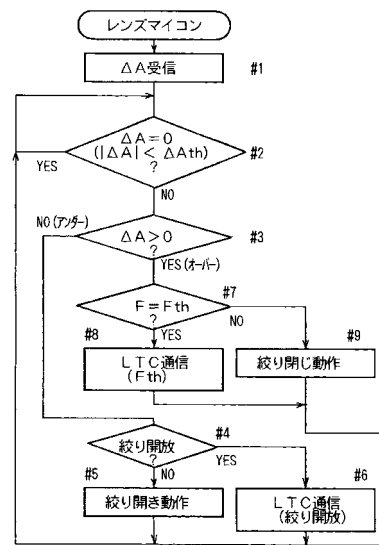 レンズマイコン
ΔA受信
#1
ΔA=0
(|ΔA|<ΔAth)
?
#2
YES
NO
NO(アンダー)
ΔA>0
?
#3
YES(オーバー)
F=Fth
?
#7
YES
NO
#8
LTC通信
(Fth)
#9
絞り閉じ動作
絞り開放
?
#4
NO
YES
#5
絞り開き動作
#6
LTC通信
(絞り開放)